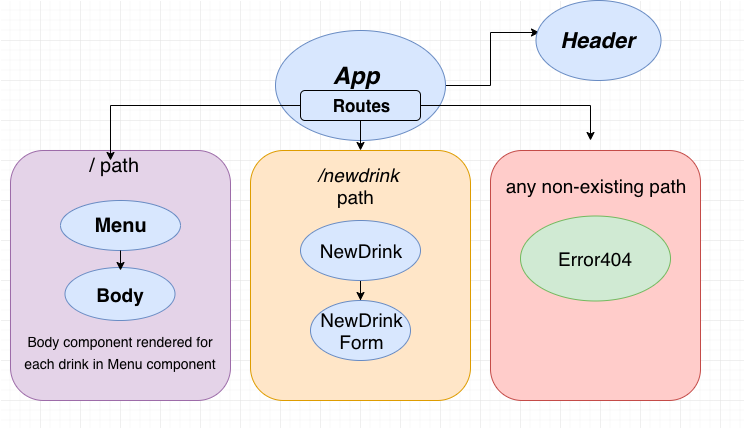 App
Routes
Header
/ path
Menu
Body
Body component rendered for
each drink in Menu component
/newdrink
path
NewDrink
NewDrink
Form
any non-existing path
Error404